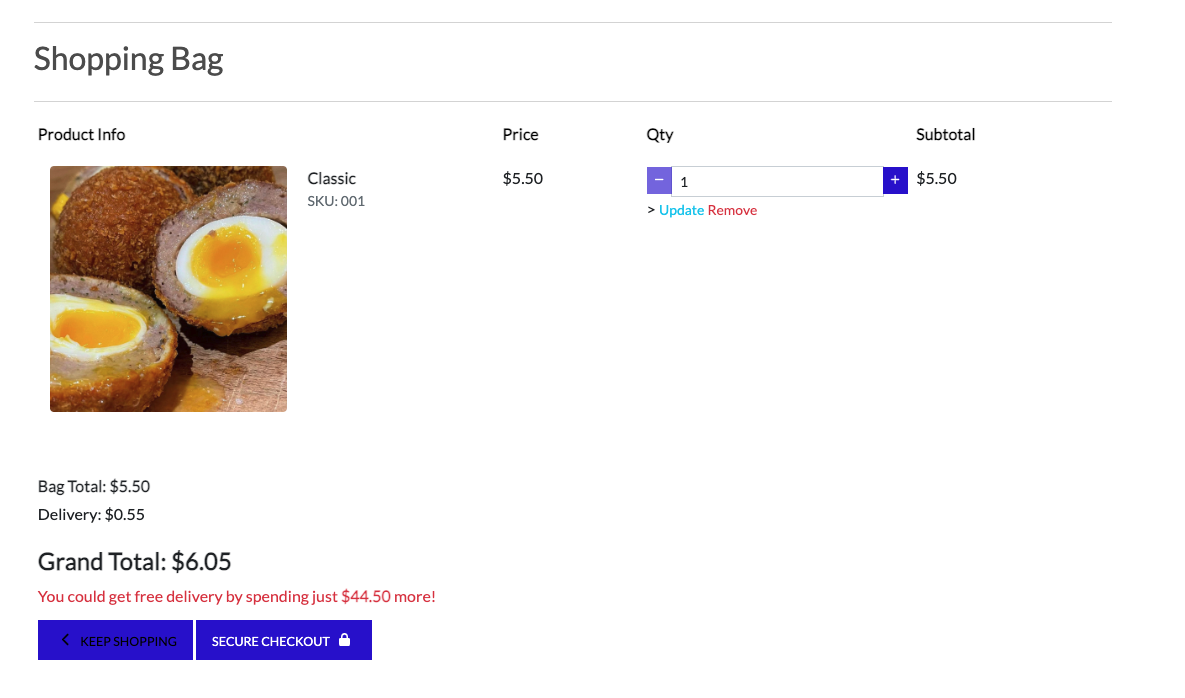 Shopping Bag
Product Info Price Qty Subtotal
Classic $5.50 − 1 + $5.50
SKU: 001
> Update Remove
Bag Total: $5.50
Delivery: $0.55
Grand Total: $6.05
You could get free delivery by spending just $44.50 more!
KEEP SHOPPING SECURE CHECKOUT